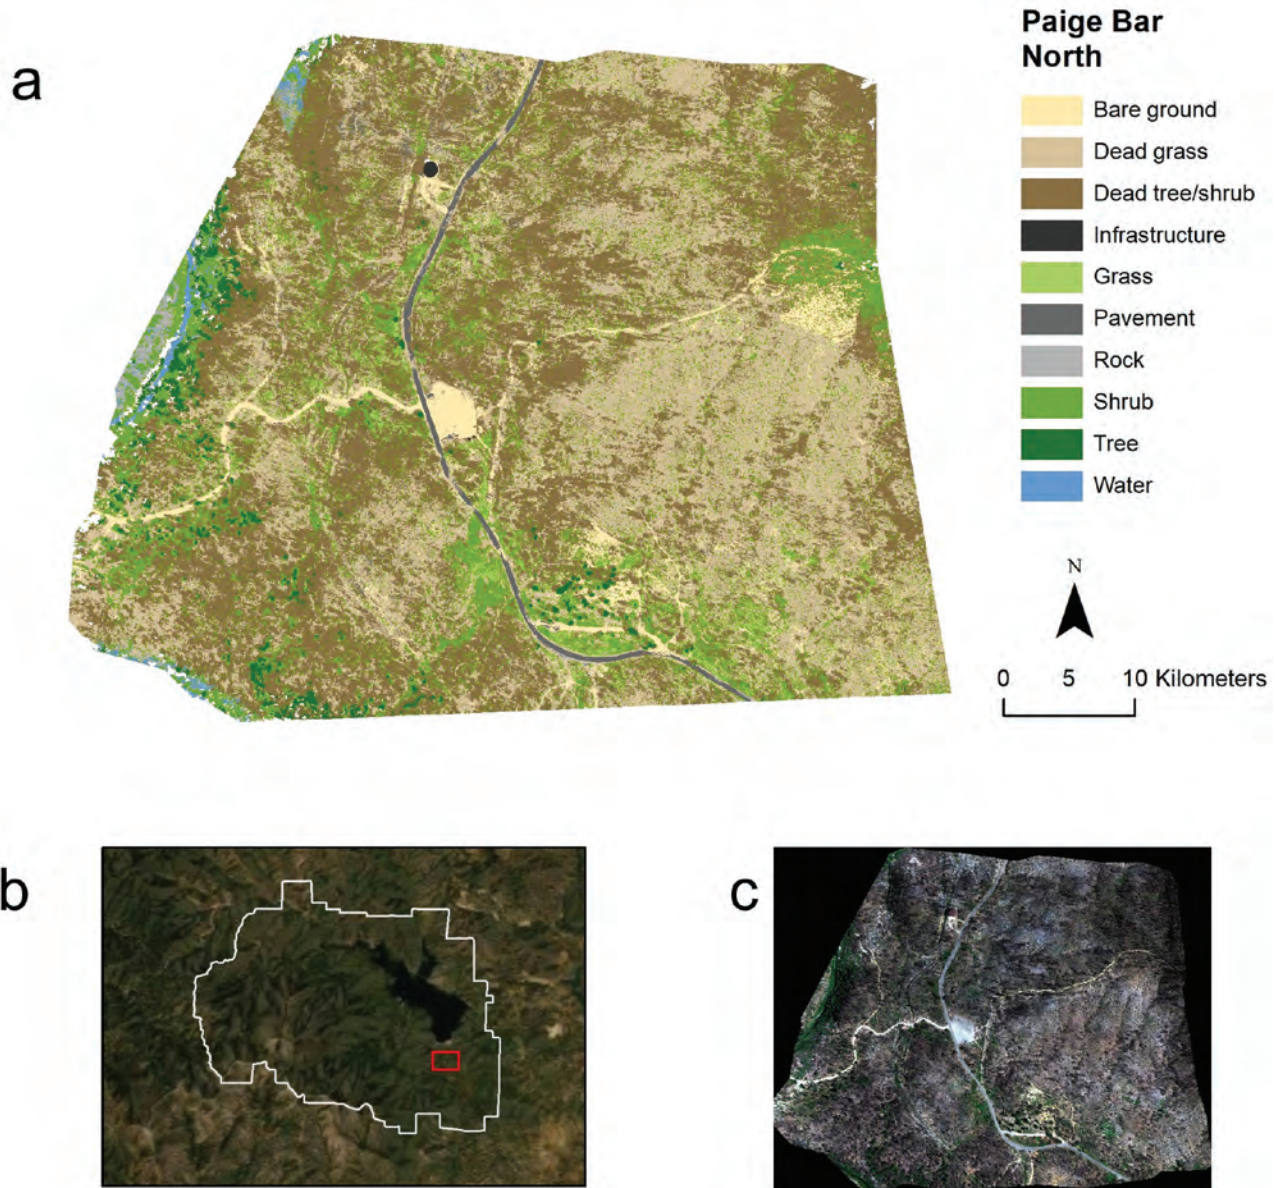 a
Paige Bar
North
Bare ground
Dead grass
Dead tree/shrub
Infrastructure
Grass
Pavement
Rock
Shrub
Tree
Water
N
0 5 10 Kilometers
b
c